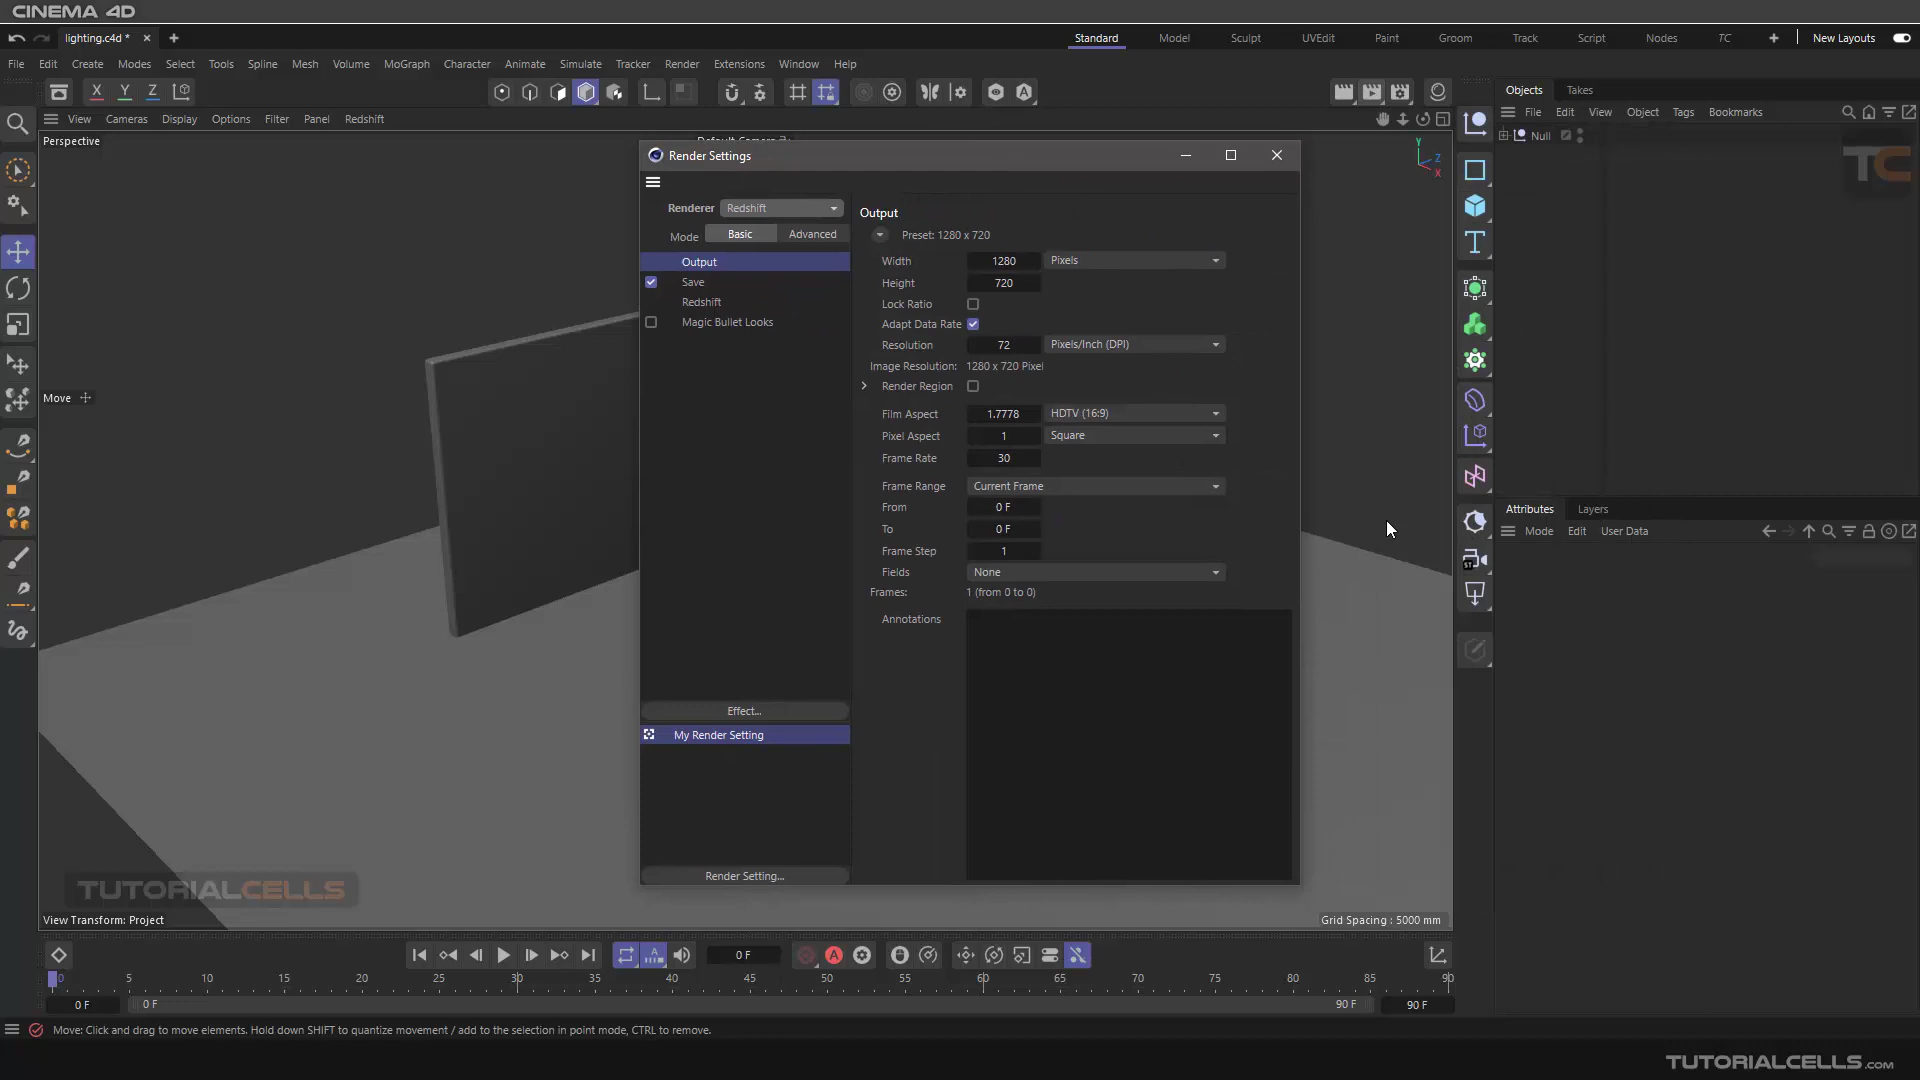 CINEMA 4D
lighting.c4d *
Standard Model Sculpt UVEdit Paint Groom Track Script Nodes TC New Layouts
File Edit Create Modes Select Tools Spline Mesh Volume MoGraph Character Animate Simulate Tracker Render Extensions Window Help
X Y Z
View Cameras Display Options Filter Panel Redshift
Objects Takes
File Edit View Object Tags Bookmarks
Null
TC
Perspective
Default Camera
Y
Z
X
Render Settings
Renderer Redshift
Mode Basic Advanced
Output
Save
Redshift
Magic Bullet Looks
Effect...
My Render Setting
Render Setting...
Output
Preset: 1280 x 720
Width 1280 Pixels
Height 720
Lock Ratio
Adapt Data Rate
Resolution 72 Pixels/Inch (DPI)
Image Resolution: 1280 x 720 Pixel
Render Region
Film Aspect 1.7778 HDTV (16:9)
Pixel Aspect 1 Square
Frame Rate 30
Frame Range Current Frame
From 0 F
To 0 F
Frame Step 1
Fields None
Frames: 1 (from 0 to 0)
Annotations
Move
Attributes Layers
Mode Edit User Data
TUTORIALCELLS
View Transform: Project
Grid Spacing : 5000 mm
0 F
0 5 10 15 20 25 30 35 40 45 50 55 60 65 70 75 80 85 90
0 F 0 F 90 F 90 F
Move: Click and drag to move elements. Hold down SHIFT to quantize movement / add to the selection in point mode, CTRL to remove.
TUTORIALCELLS.com